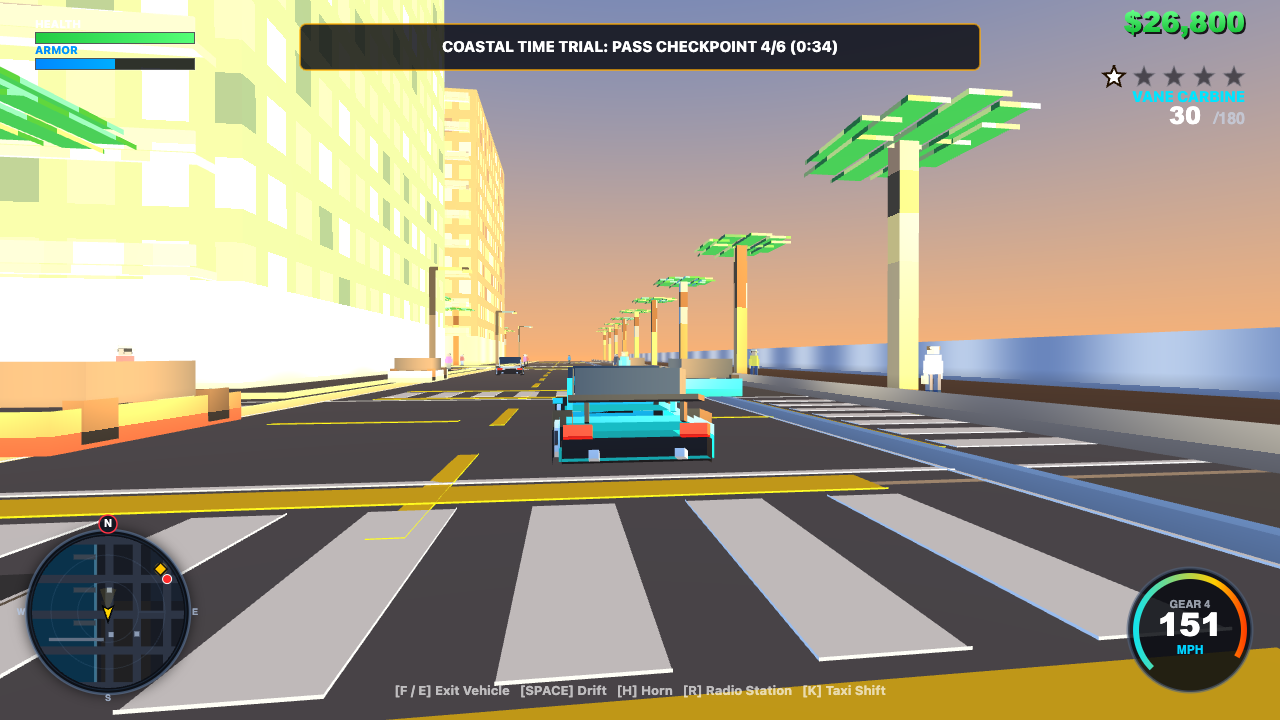 HEALTH
ARMOR
COASTAL TIME TRIAL: PASS CHECKPOINT 4/6 (0:34)
$26,800
VANE CARBINE
30 /180
N
W
E
S
GEAR 4
151
MPH
[F / E] Exit Vehicle [SPACE] Drift [H] Horn [R] Radio Station [K] Taxi Shift